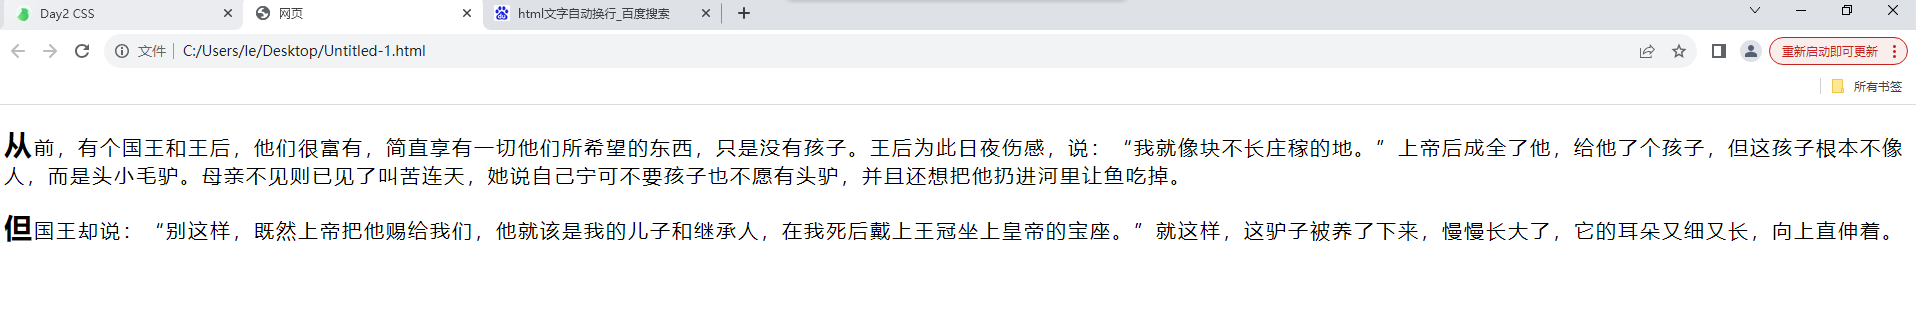 Day2 CSS
网页
html文字自动换行_百度搜索
文件
C:/Users/le/Desktop/Untitled-1.html
重新启动即可更新
所有书签
从前，有个国王和王后，他们很富有，简直享有一切他们所希望的东西，只是没有孩子。王后为此日夜伤感，说：“我就像块不长庄稼的地。”上帝后成全了他，给他了个孩子，但这孩子根本不像
人，而是头小毛驴。母亲不见则已见了叫苦连天，她说自己宁可不要孩子也不愿有头驴，并且还想把他扔进河里让鱼吃掉。
但国王却说：“别这样，既然上帝把他赐给我们，他就该是我的儿子和继承人，在我死后戴上王冠坐上皇帝的宝座。”就这样，这驴子被养了下来，慢慢长大了，它的耳朵又细又长，向上直伸着。